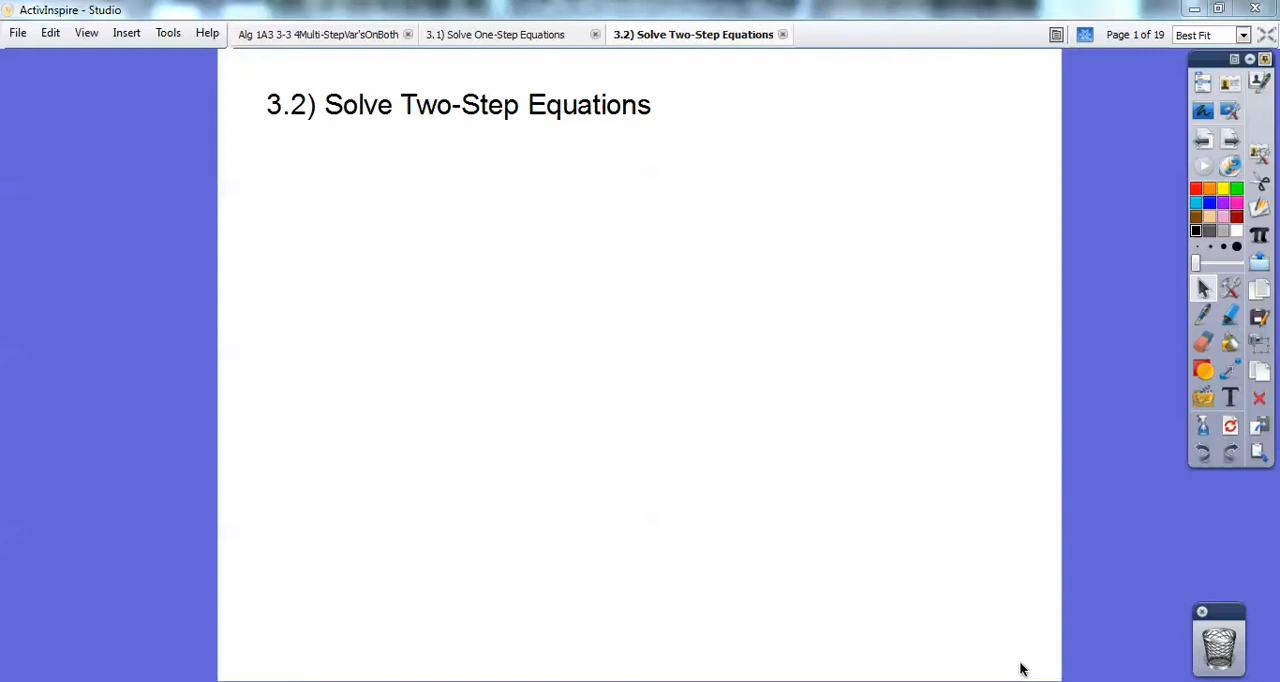 ActivInspire - Studio
File Edit View Insert Tools Help
Alg 1A3 3-3 4Multi-StepVar'sOnBoth 3.1) Solve One-Step Equations 3.2) Solve Two-Step Equations
Page 1 of 19 Best Fit
3.2) Solve Two-Step Equations
T